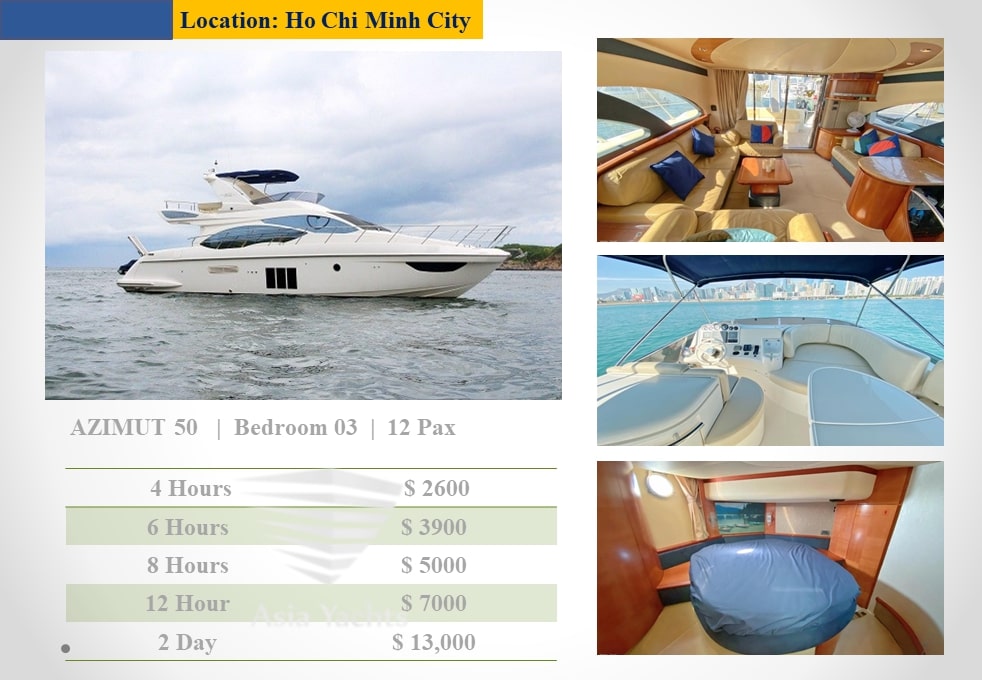 Location: Ho Chi Minh City
AZIMUT 50 | Bedroom 03 | 12 Pax
4 Hours $ 2600
6 Hours $ 3900
8 Hours $ 5000
12 Hour $ 7000
Asia Yachts
2 Day $ 13,000